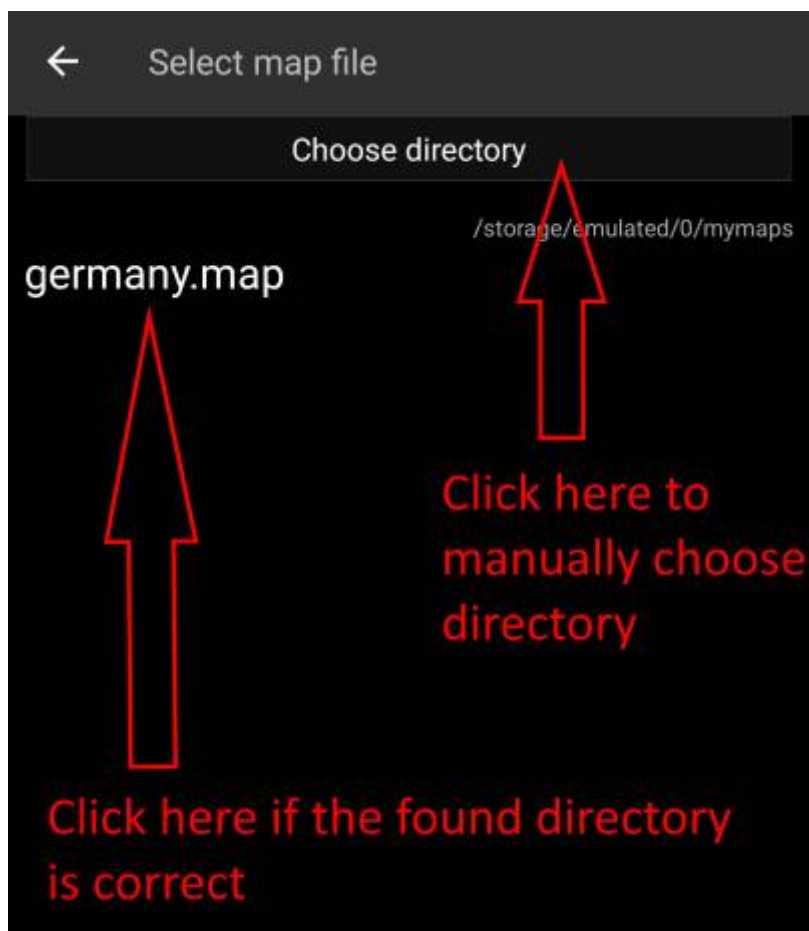 Select map file
Choose directory
/storage/emulated/0/mymaps
germany.map
Click here to
manually choose
directory
Click here if the found directory
is correct